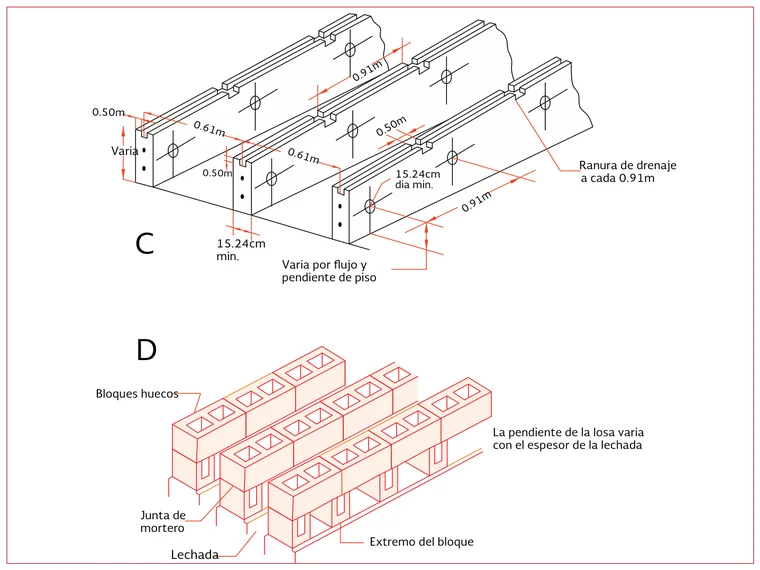 0.91m
0.50m
0.61m
0.50m
Varia
0.61m
0.50m
15.24cm
dia min.
Ranura de drenaje
a cada 0.91m
0.91m
15.24cm
min.
C
Varia por flujo y
pendiente de piso
D
Bloques huecos
La pendiente de la losa varia
con el espesor de la lechada
Junta de
mortero
Extremo del bloque
Lechada